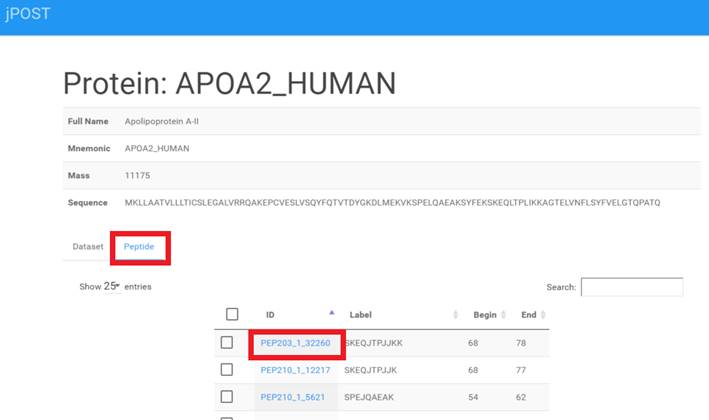 jPOST
Protein: APOA2_HUMAN
Full Name Apolipoprotein A-II
Mnemonic APOA2_HUMAN
Mass 11175
Sequence MKLLAATVLLLTICSLEGALVRRQAKEPCVESLVSQYFQTVTDYGKDLMEKVKSPELQAEAKSYFEKSKEQLTPLIKKAGTELVNFLSYFVELGTQPATQ
Dataset Peptide
Show 25 entries Search:
ID Label Begin End
PEP203_1_32260 SKEQJTPJJKK 68 78
PEP210_1_12217 SKEQJTPJJK 68 77
PEP210_1_5621 SPEJQAEAK 54 62